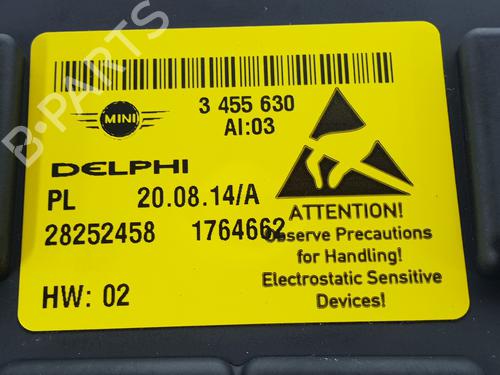 B-PARTS
MINI
3 455 630
AI:03
DELPHI
PL 20.08.14/A
28252458 1764662
HW: 02
ATTENTION!
Observe Precautions
for Handling!
Electrostatic Sensitive
Devices!